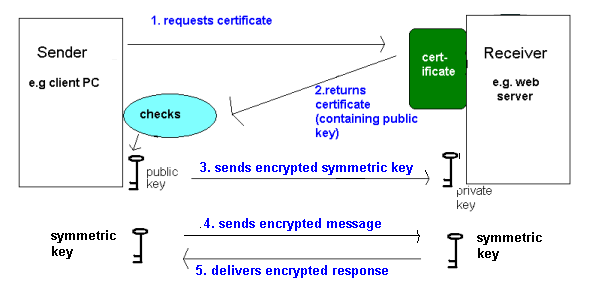 1. requests certificate
Sender
e.g client PC
cert-
ificate
Receiver
e.g. web
server
2.returns
certificate
(containing public
key)
checks
public
key
3. sends encrypted symmetric key
private
key
symmetric
key
.4. sends encrypted message
symmetric
key
5. delivers encrypted response